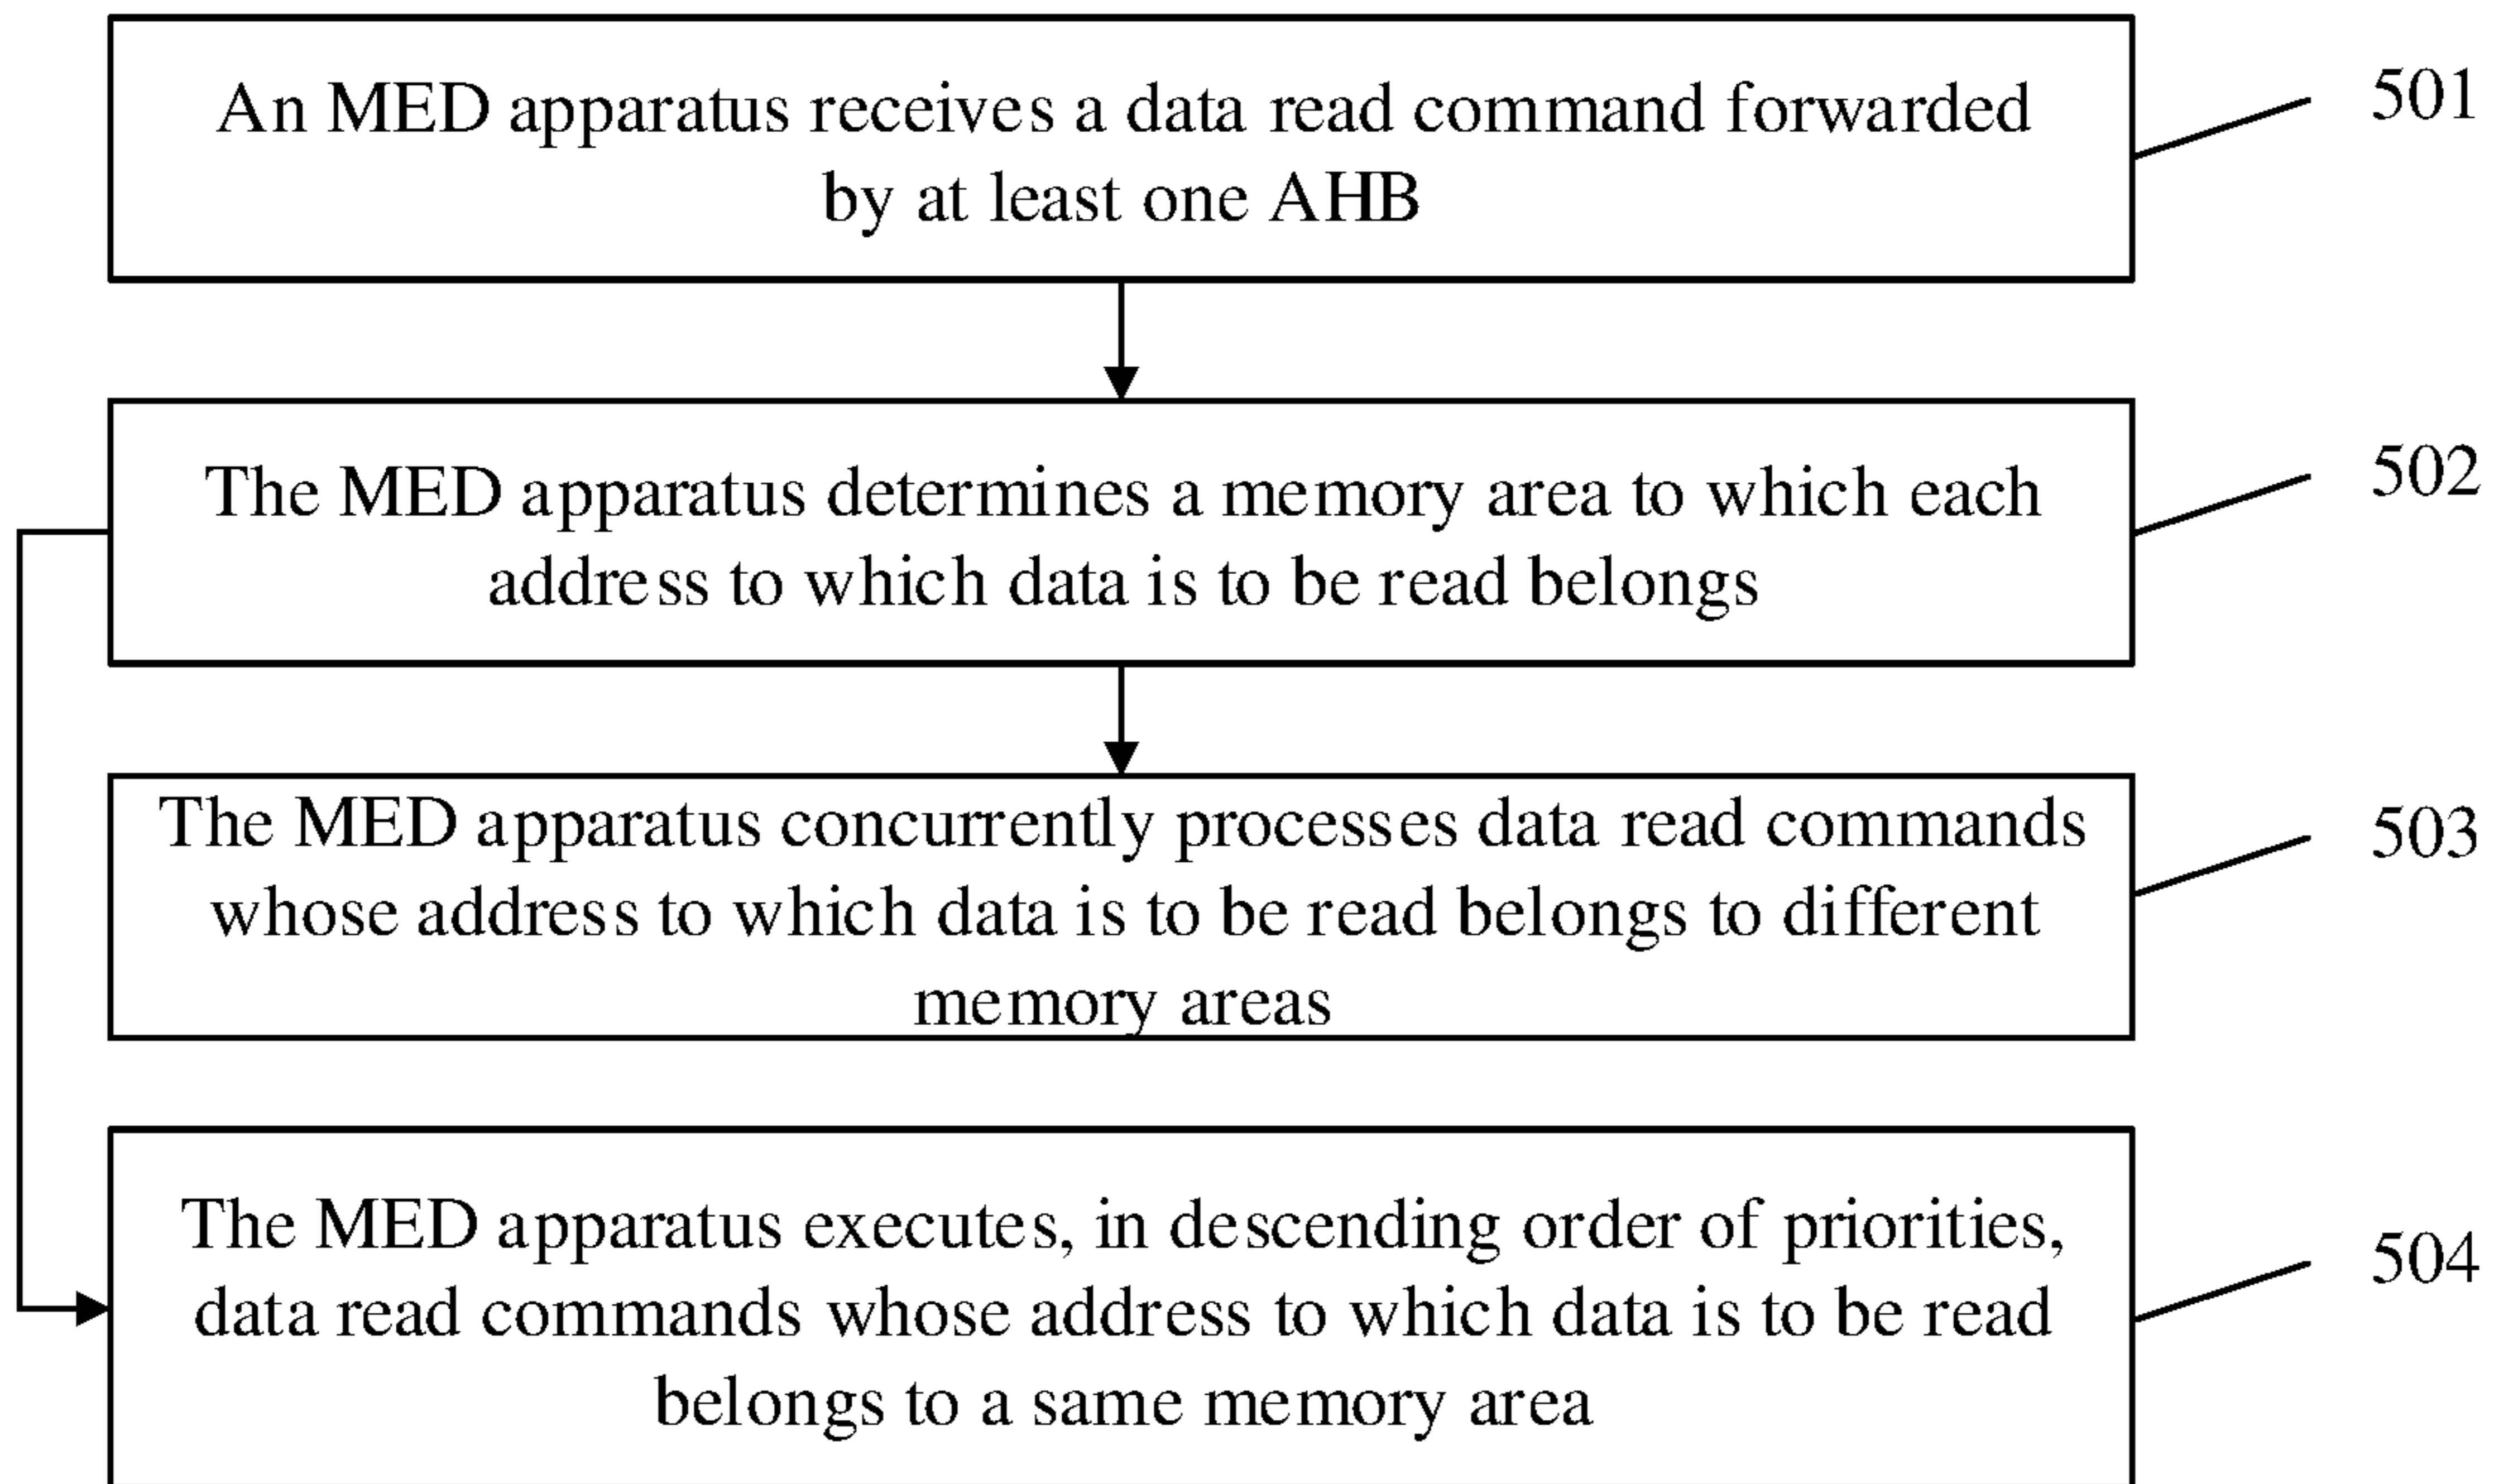 An MED apparatus receives a data read command forwarded
by at least one AHB
501
The MED apparatus determines a memory area to which each
address to which data is to be read belongs
502
The MED apparatus concurrently processes data read commands
whose address to which data is to be read belongs to different
memory areas
503
The MED apparatus executes, in descending order of priorities,
data read commands whose address to which data is to be read
belongs to a same memory area
504